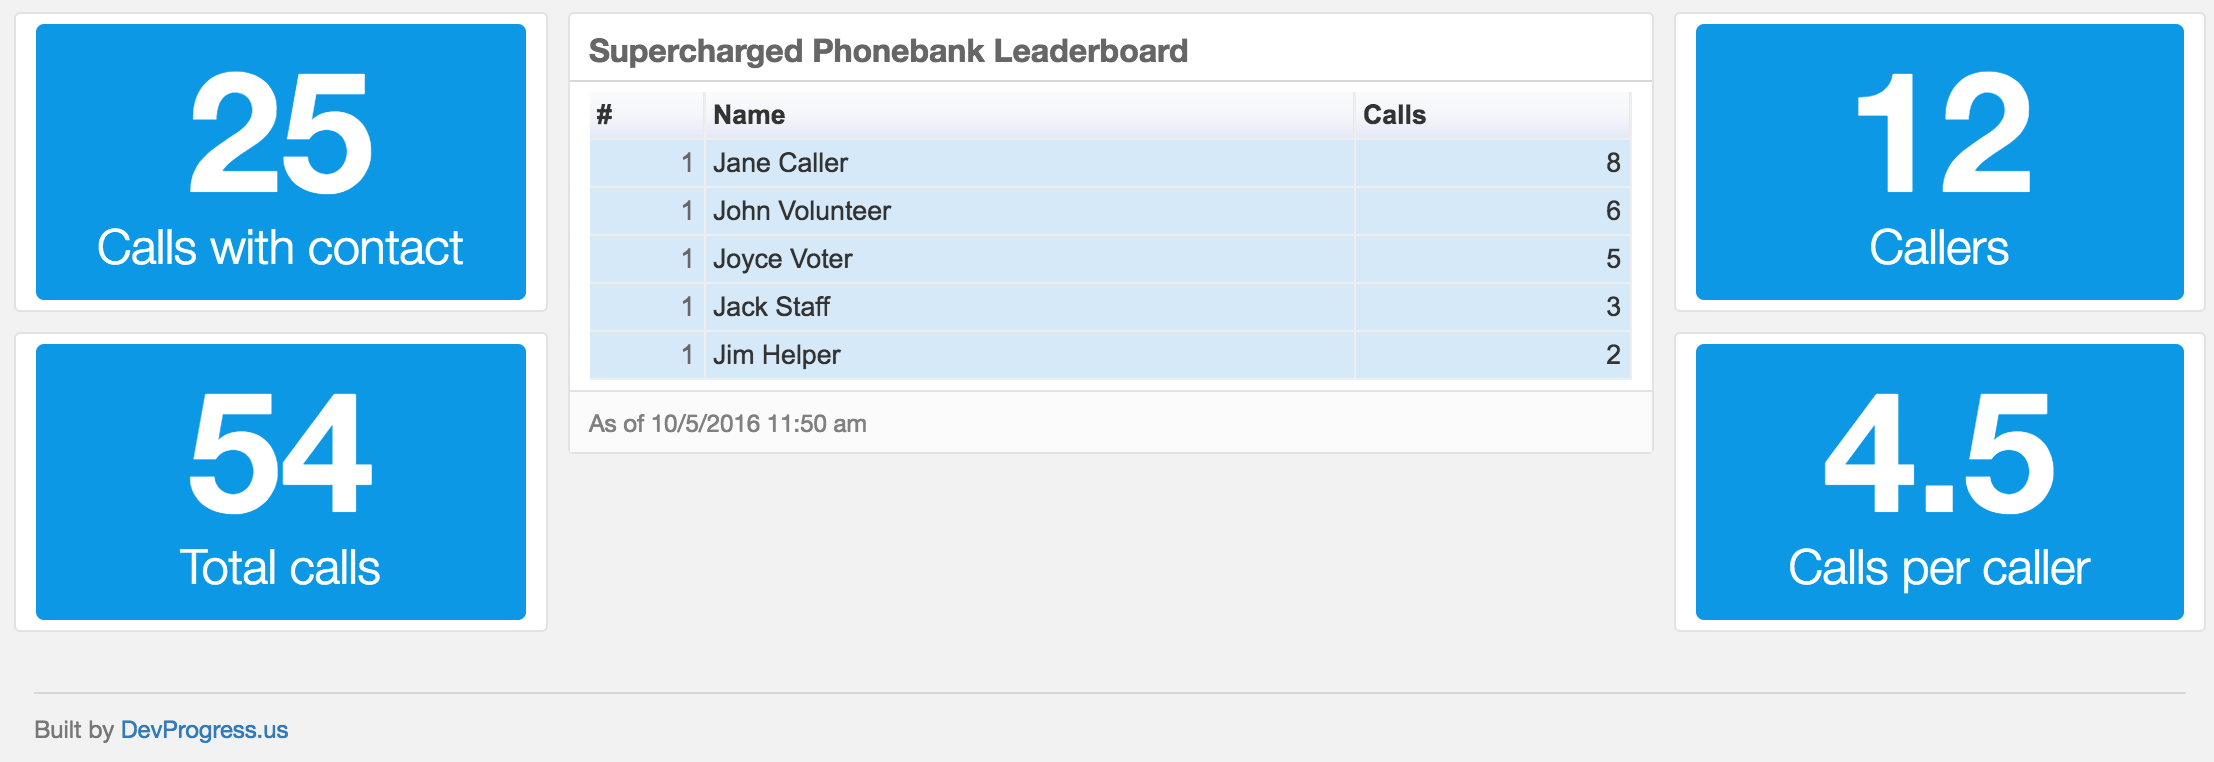 25
Calls with contact
54
Total calls
Supercharged Phonebank Leaderboard
# Name Calls
1 Jane Caller 8
1 John Volunteer 6
1 Joyce Voter 5
1 Jack Staff 3
1 Jim Helper 2
As of 10/5/2016 11:50 am
12
Callers
4.5
Calls per caller
Built by DevProgress.us